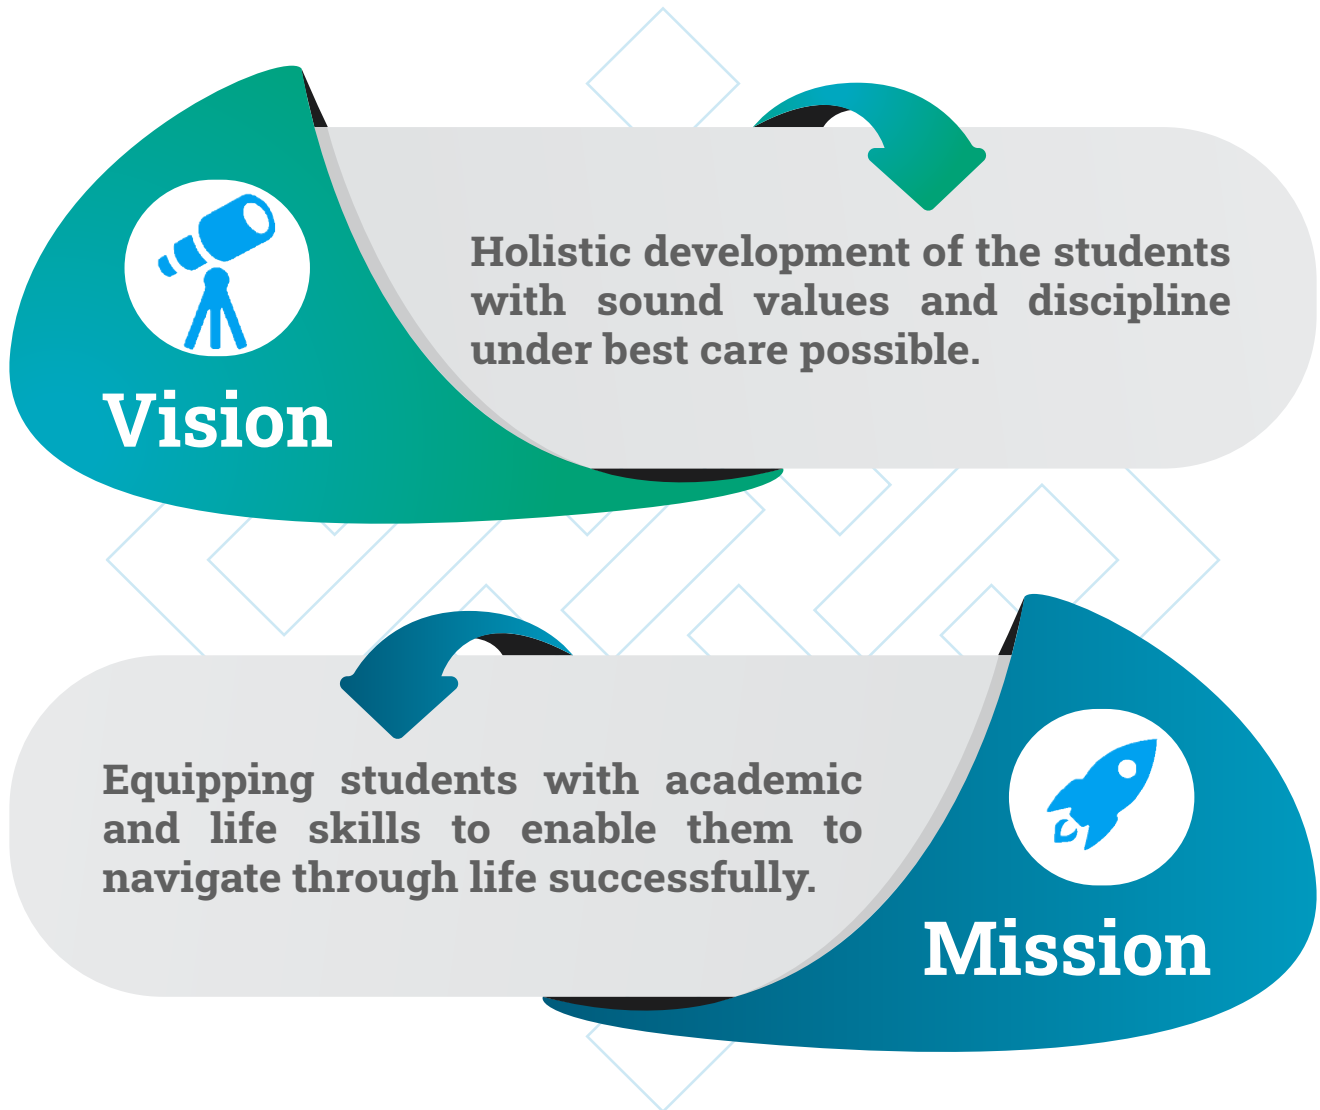 Vision
Holistic development of the students
with sound values and discipline
under best care possible.
Equipping students with academic
and life skills to enable them to
navigate through life successfully.
Mission